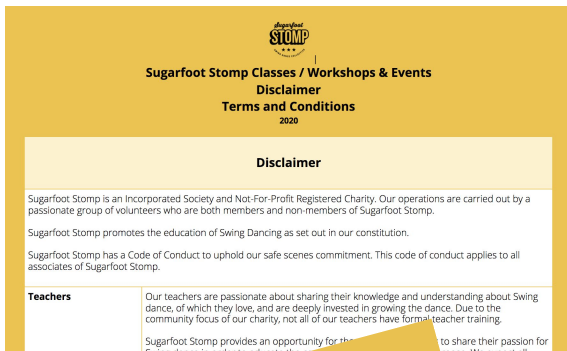 Sugarfoot
STOMP
Sugarfoot Stomp Classes / Workshops & Events
Disclaimer
Terms and Conditions
2020
Disclaimer
Sugarfoot Stomp is an Incorporated Society and Not-For-Profit Registered Charity. Our operations are carried out by a
passionate group of volunteers who are both members and non-members of Sugarfoot Stomp.
Sugarfoot Stomp promotes the education of Swing Dancing as set out in our constitution.
Sugarfoot Stomp has a Code of Conduct to uphold our safe scenes commitment. This code of conduct applies to all
associates of Sugarfoot Stomp.
Teachers
Our teachers are passionate about sharing their knowledge and understanding about Swing
dance, of which they love, and are deeply invested in growing the dance. Due to the
community focus of our charity, not all of our teachers have formal teacher training.
Sugarfoot Stomp provides an opportunity for to share their passion for